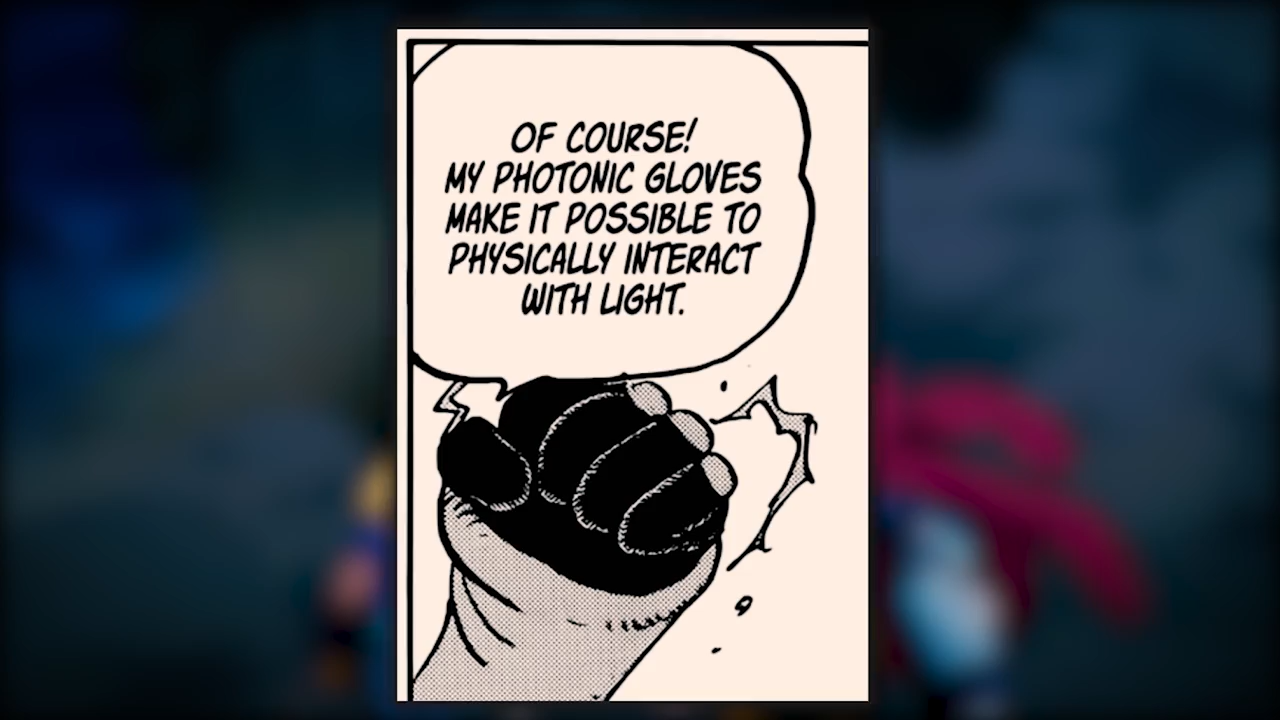 OF COURSE!
MY PHOTONIC GLOVES
MAKE IT POSSIBLE TO
PHYSICALLY INTERACT
WITH LIGHT.